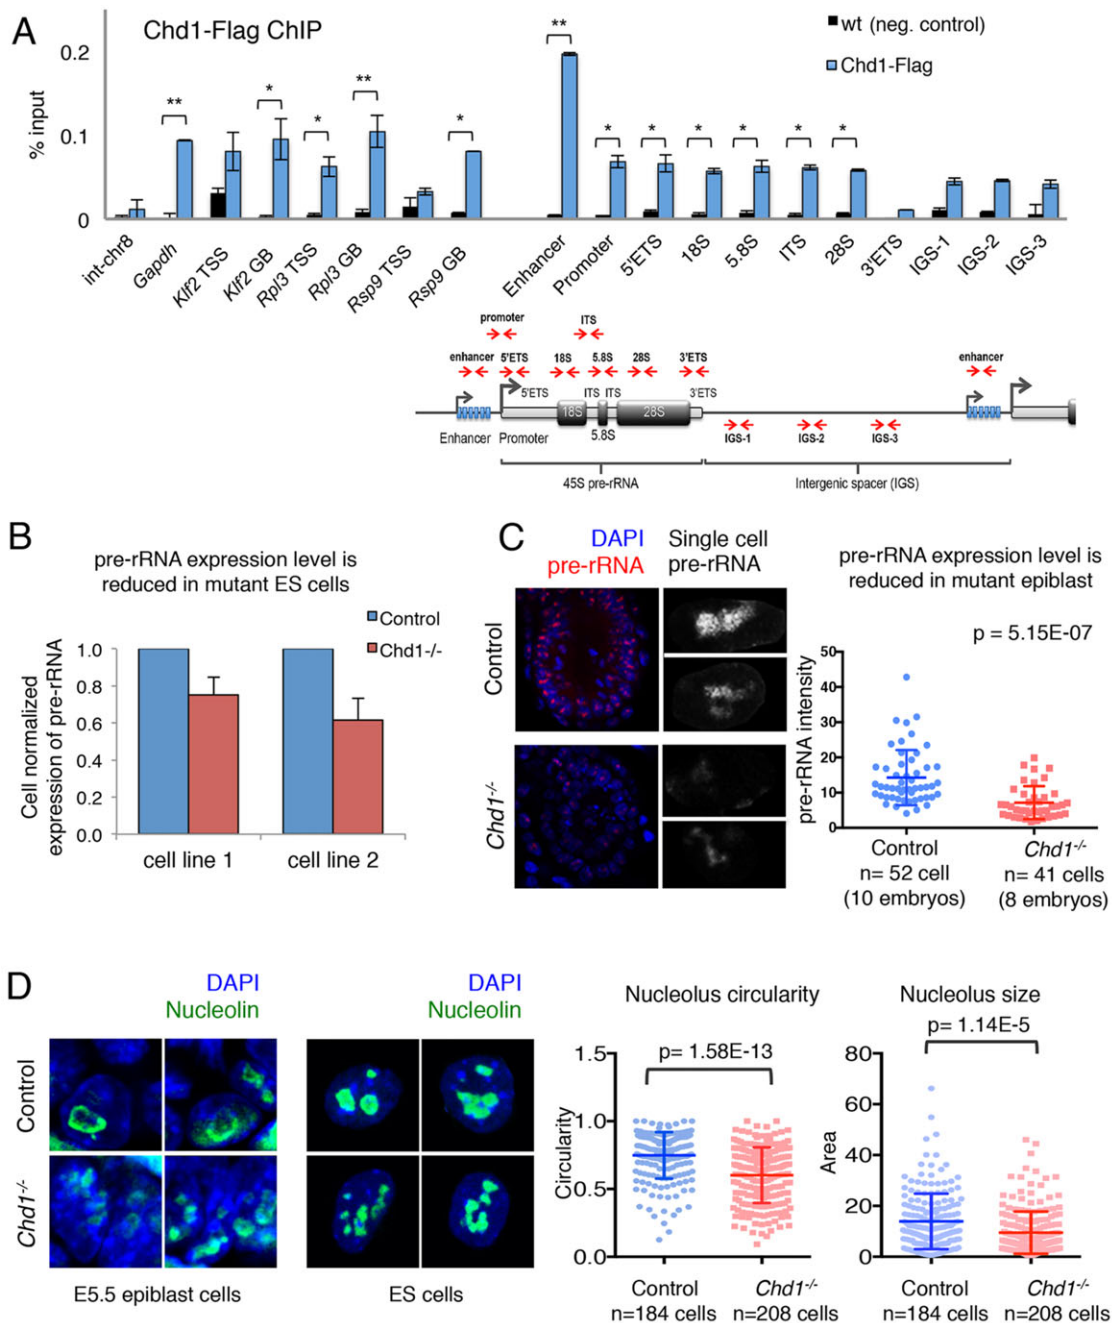 A
Chd1-Flag ChIP
wt (neg. control)
Chd1-Flag
% input
0.2
0.1
0
**
*
*
**
*
**
*
*
*
*
*
*
int-chr8
Gapdh
Klf2 TSS
Klf2 GB
Rpl3 TSS
Rpl3 GB
Rsp9 TSS
Rsp9 GB
Enhancer
Promoter
5'ETS
18S
5.8S
ITS
28S
3'ETS
IGS-1
IGS-2
IGS-3
promoter
ITS
enhancer
5'ETS
18S
5.8S
28S
3'ETS
enhancer
5'ETS
ITS
ITS
3'ETS
18S
28S
Enhancer
Promoter
5.8S
IGS-1
IGS-2
IGS-3
45S pre-rRNA
Intergenic spacer (IGS)
B
pre-rRNA expression level is
reduced in mutant ES cells
Control
Chd1-/-
Cell normalized
expression of pre-rRNA
1.0
0.8
0.6
0.4
0.2
0.0
cell line 1
cell line 2
C
DAPI
pre-rRNA
Single cell
pre-rRNA
Control
Chd1-/-
pre-rRNA expression level is
reduced in mutant epiblast
p = 5.15E-07
pre-rRNA intensity
50
40
30
20
10
0
Control
n= 52 cell
(10 embryos)
Chd1-/-
n= 41 cells
(8 embryos)
D
DAPI
Nucleolin
DAPI
Nucleolin
Control
Chd1-/-
E5.5 epiblast cells
ES cells
Nucleolus circularity
p= 1.58E-13
Circularity
1.5
1.0
0.5
0.0
Control
n=184 cells
Chd1-/-
n=208 cells
Nucleolus size
p= 1.14E-5
Area
80
60
40
20
0
Control
n=184 cells
Chd1-/-
n=208 cells